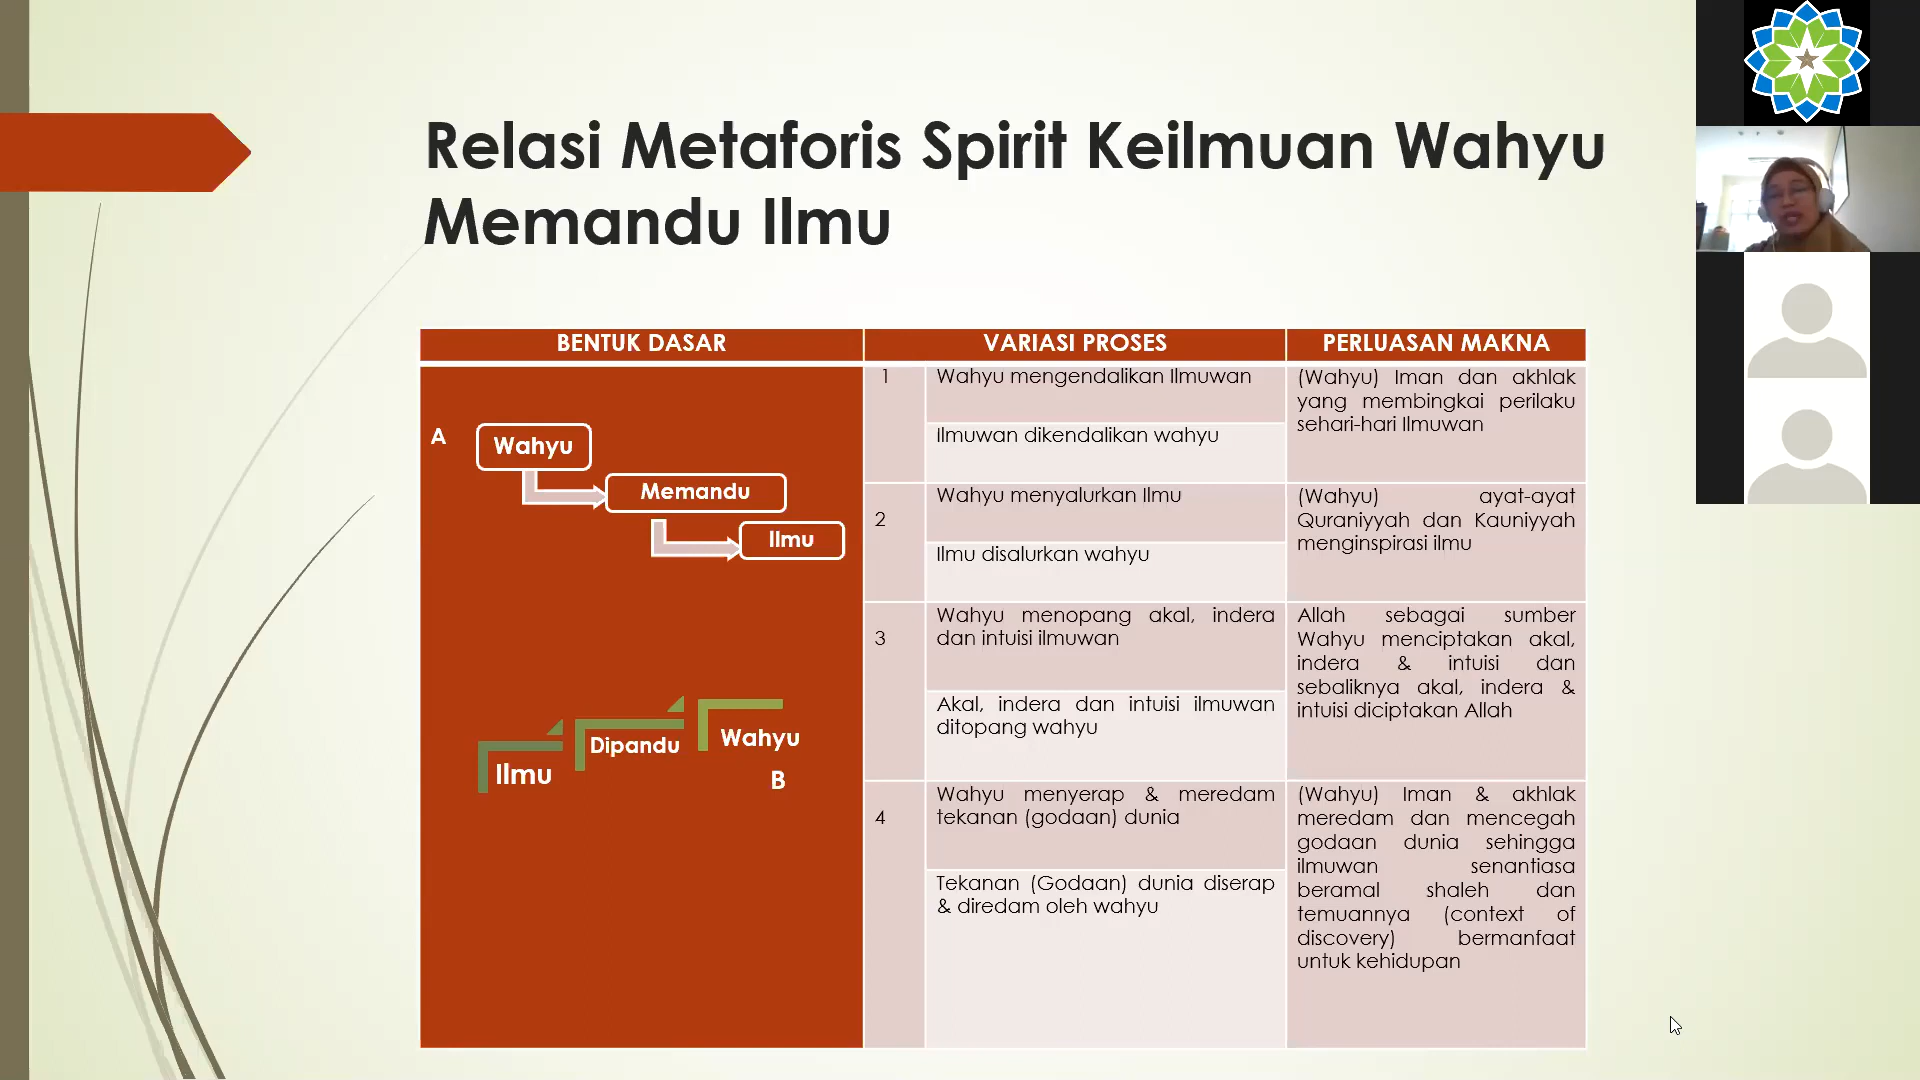 Relasi Metaforis Spirit Keilmuan Wahyu
Memandu Ilmu
BENTUK DASAR
VARIASI PROSES
PERLUASAN MAKNA
A
Wahyu
Memandu
Ilmu
Ilmu
Dipandu
Wahyu
B
1
Wahyu mengendalikan Ilmuwan
Ilmuwan dikendalikan wahyu
(Wahyu) Iman dan akhlak
yang membingkai perilaku
sehari-hari Ilmuwan
2
Wahyu menyalurkan Ilmu
Ilmu disalurkan wahyu
(Wahyu) ayat-ayat
Quraniyyah dan Kauniyyah
menginspirasi ilmu
3
Wahyu menopang akal, indera
dan intuisi ilmuwan
Akal, indera dan intuisi ilmuwan
ditopang wahyu
Allah sebagai sumber
Wahyu menciptakan akal,
indera & intuisi dan
sebaliknya akal, indera &
intuisi diciptakan Allah
4
Wahyu menyerap & meredam
tekanan (godaan) dunia
Tekanan (Godaan) dunia diserap
& diredam oleh wahyu
(Wahyu) Iman & akhlak
meredam dan mencegah
godaan dunia sehingga
ilmuwan senantiasa
beramal shaleh dan
temuannya (context of
discovery) bermanfaat
untuk kehidupan